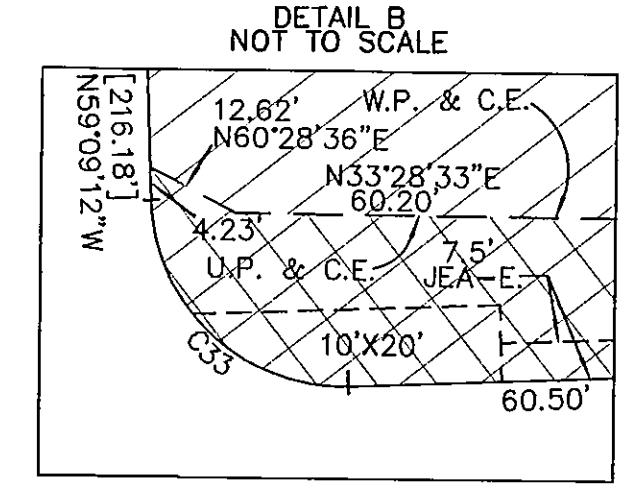 DETAIL B
NOT TO SCALE
[216.18']
N59°09'12"W
12.62'
N60°28'36"E
W.P. & C.E.
N33°28'33"E
60.20'
4.23'
U.P. & C.E.
7.5'
JEA-E.
C33
10'X20'
60.50'